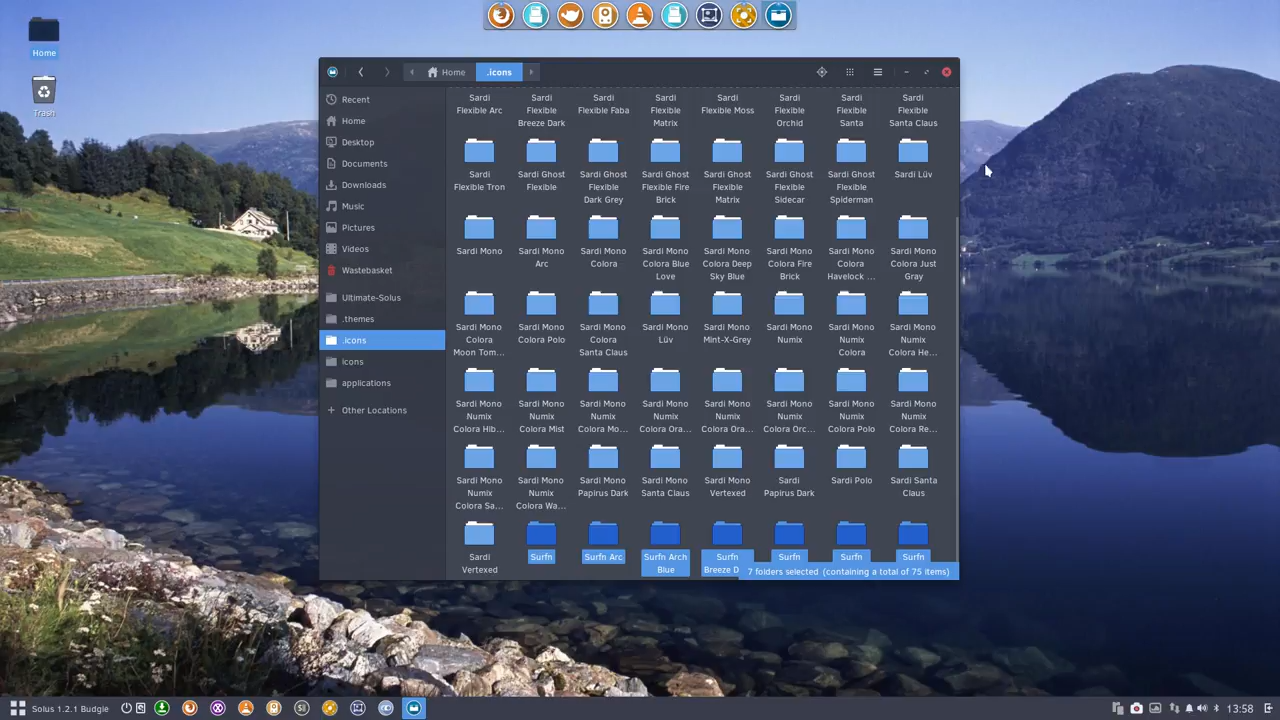 Home
Trash
Home
.icons
Recent
Home
Desktop
Documents
Downloads
Music
Pictures
Videos
Wastebasket
Ultimate-Solus
.themes
.icons
icons
applications
Other Locations
Sardi
Flexible Arc
Sardi
Flexible
Breeze Dark
Sardi
Flexible Faba
Sardi
Flexible
Matrix
Sardi
Flexible Moss
Sardi
Flexible
Orchid
Sardi
Flexible
Santa
Sardi
Flexible
Santa Claus
Sardi
Flexible Tron
Sardi Ghost
Flexible
Sardi Ghost
Flexible
Dark Grey
Sardi Ghost
Flexible Fire
Brick
Sardi Ghost
Flexible
Matrix
Sardi Ghost
Flexible
Sidecar
Sardi Ghost
Flexible
Spiderman
Sardi Lüv
Sardi Mono
Sardi Mono
Arc
Sardi Mono
Colora
Sardi Mono
Colora Blue
Love
Sardi Mono
Colora Deep
Sky Blue
Sardi Mono
Colora Fire
Brick
Sardi Mono
Colora
Havelock ...
Sardi Mono
Colora Just
Gray
Sardi Mono
Colora
Moon Tom...
Sardi Mono
Colora Polo
Sardi Mono
Colora
Santa Claus
Sardi Mono
Lüv
Sardi Mono
Mint-X-Grey
Sardi Mono
Numix
Sardi Mono
Numix
Colora
Sardi Mono
Numix
Colora He...
Sardi Mono
Numix
Colora Hib...
Sardi Mono
Numix
Colora Mist
Sardi Mono
Numix
Colora Mo...
Sardi Mono
Numix
Colora Ora...
Sardi Mono
Numix
Colora Ora...
Sardi Mono
Numix
Colora Orc...
Sardi Mono
Numix
Colora Polo
Sardi Mono
Numix
Colora Re...
Sardi Mono
Numix
Colora Sa...
Sardi Mono
Numix
Colora Wa...
Sardi Mono
Papirus Dark
Sardi Mono
Santa Claus
Sardi Mono
Vertexed
Sardi
Papirus Dark
Sardi Polo
Sardi Santa
Claus
Sardi
Vertexed
Surfn
Surfn Arc
Surfn Arch
Blue
Surfn
Breeze D
Surfn
Surfn
Surfn
7 folders selected (containing a total of 75 items)
Solus 1.2.1 Budgie
13:58